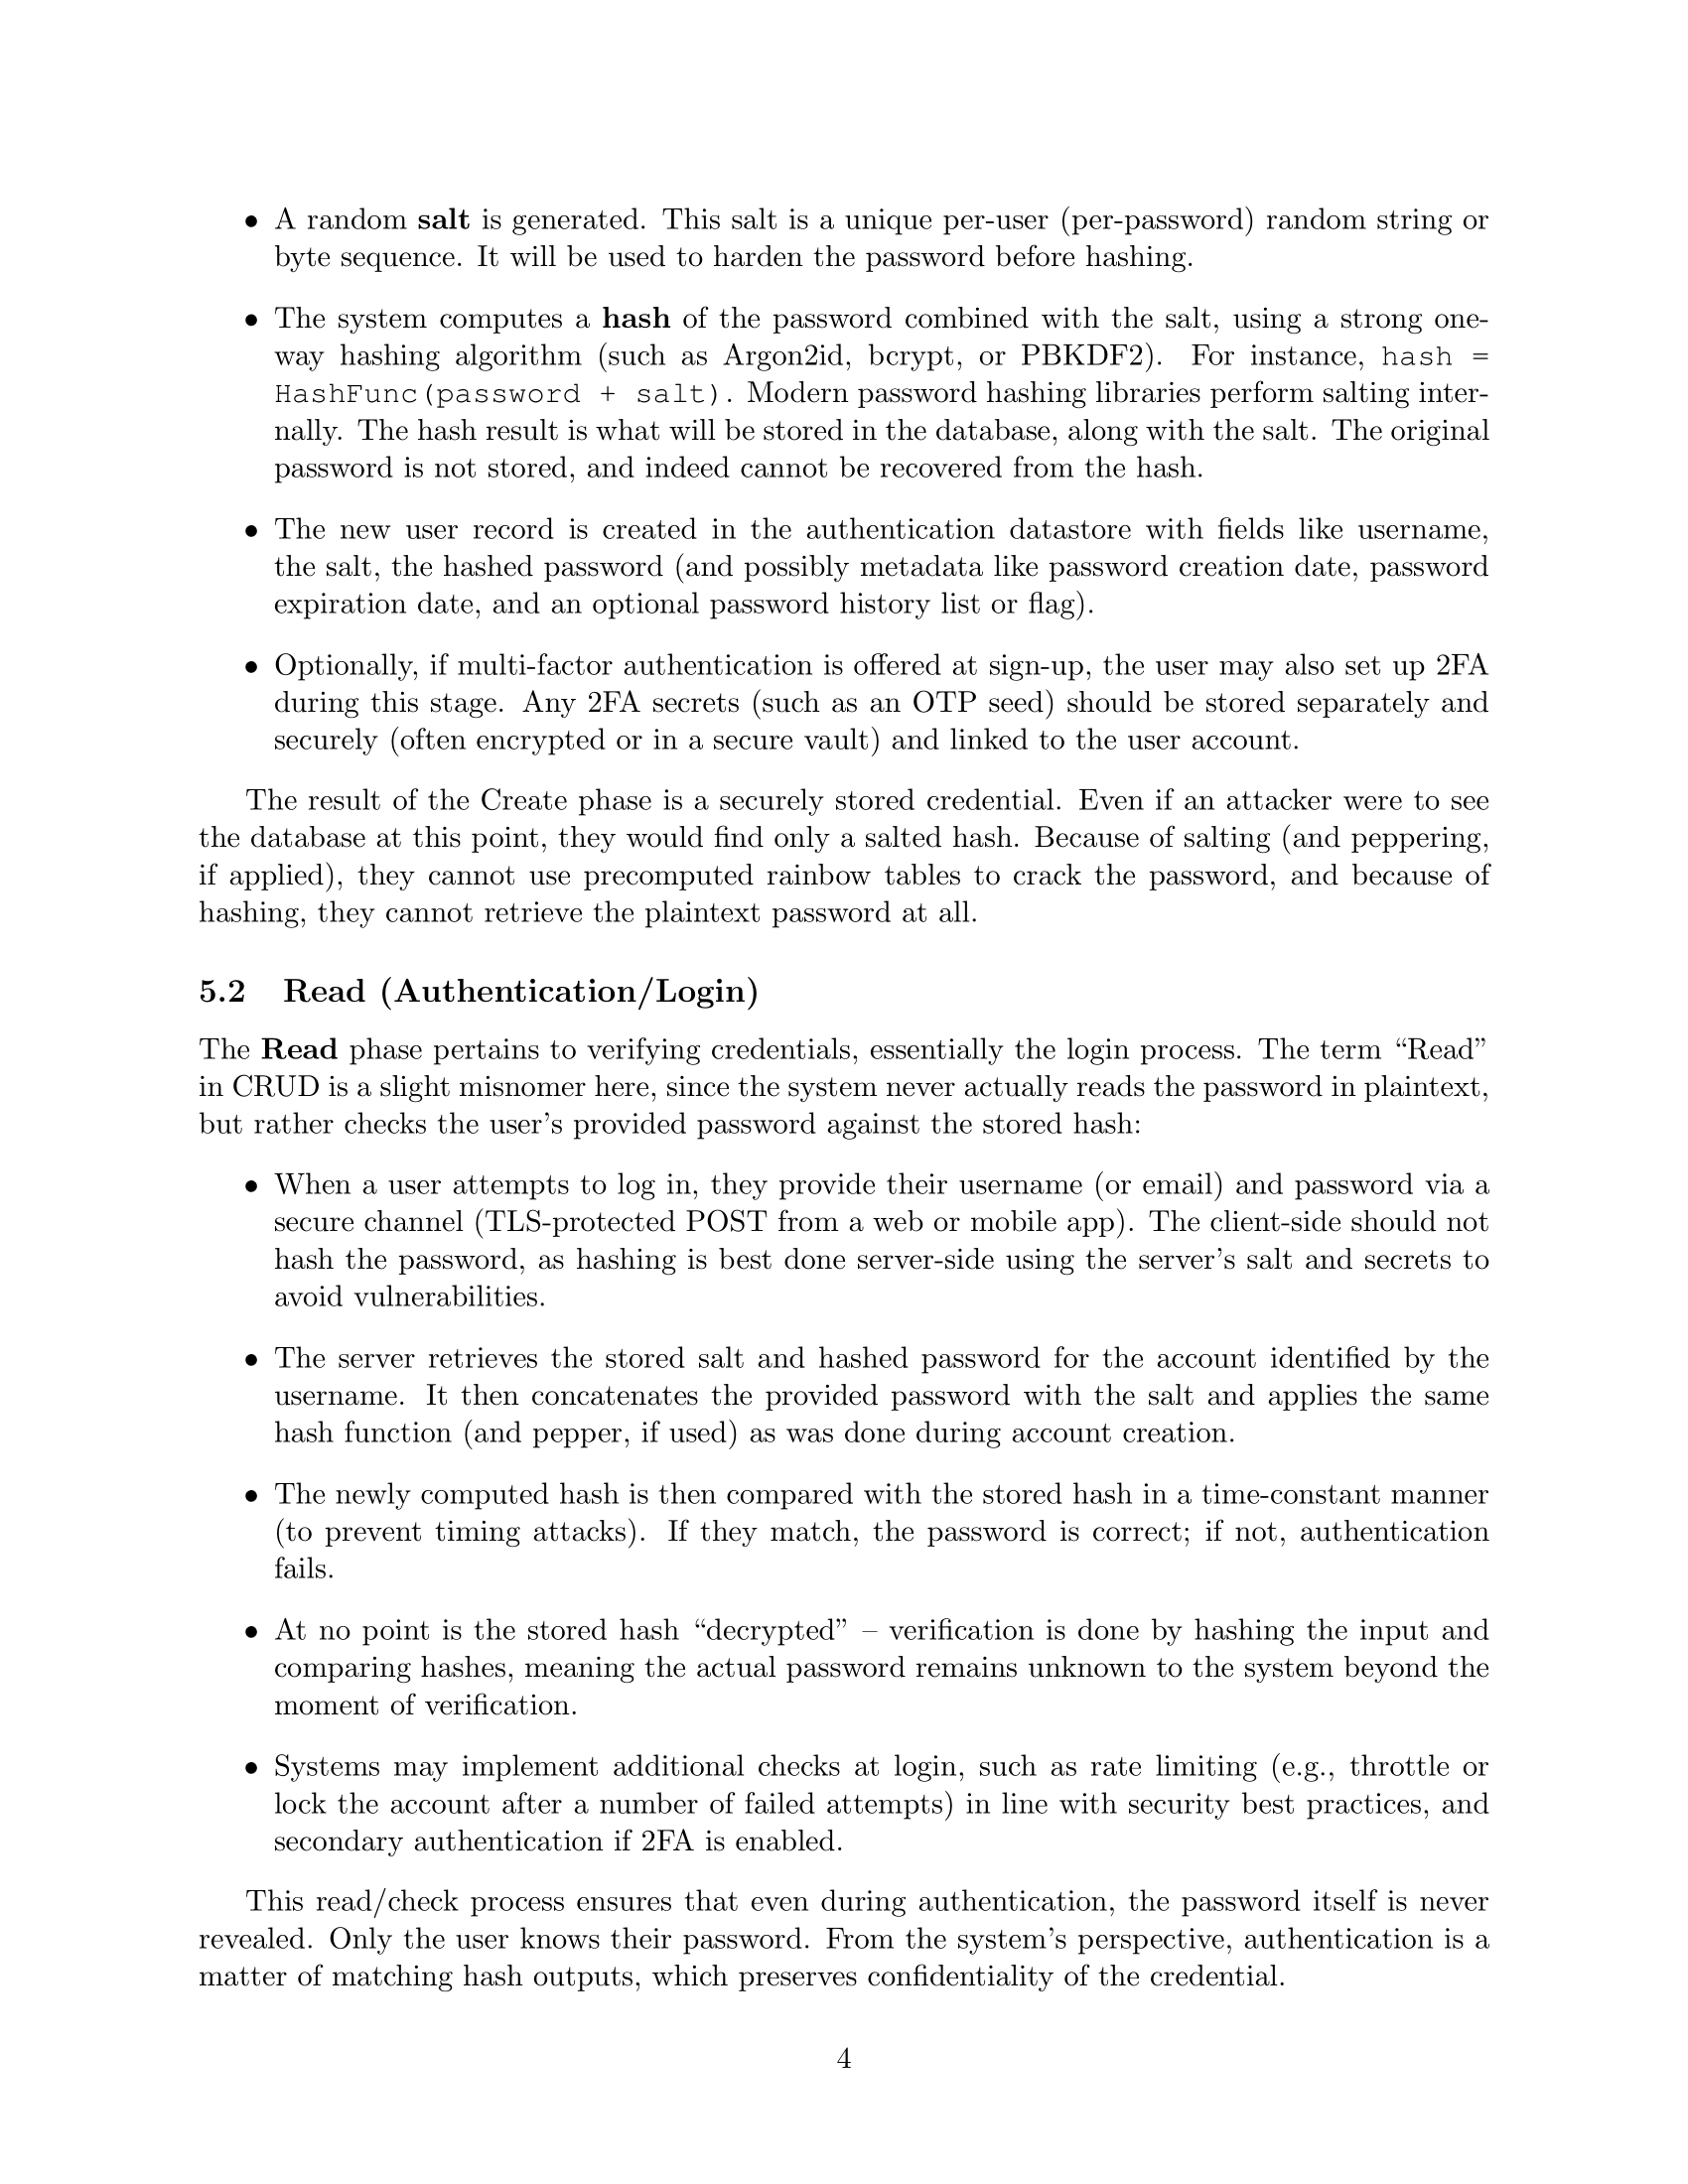 • A random salt is generated. This salt is a unique per-user (per-password) random string or
byte sequence. It will be used to harden the password before hashing.
• The system computes a hash of the password combined with the salt, using a strong one-
way hashing algorithm (such as Argon2id, bcrypt, or PBKDF2). For instance, hash =
HashFunc(password + salt). Modern password hashing libraries perform salting inter-
nally. The hash result is what will be stored in the database, along with the salt. The original
password is not stored, and indeed cannot be recovered from the hash.
• The new user record is created in the authentication datastore with fields like username,
the salt, the hashed password (and possibly metadata like password creation date, password
expiration date, and an optional password history list or flag).
• Optionally, if multi-factor authentication is offered at sign-up, the user may also set up 2FA
during this stage. Any 2FA secrets (such as an OTP seed) should be stored separately and
securely (often encrypted or in a secure vault) and linked to the user account.
The result of the Create phase is a securely stored credential. Even if an attacker were to see
the database at this point, they would find only a salted hash. Because of salting (and peppering,
if applied), they cannot use precomputed rainbow tables to crack the password, and because of
hashing, they cannot retrieve the plaintext password at all.
5.2 Read (Authentication/Login)
The Read phase pertains to verifying credentials, essentially the login process. The term “Read”
in CRUD is a slight misnomer here, since the system never actually reads the password in plaintext,
but rather checks the user’s provided password against the stored hash:
• When a user attempts to log in, they provide their username (or email) and password via a
secure channel (TLS-protected POST from a web or mobile app). The client-side should not
hash the password, as hashing is best done server-side using the server’s salt and secrets to
avoid vulnerabilities.
• The server retrieves the stored salt and hashed password for the account identified by the
username. It then concatenates the provided password with the salt and applies the same
hash function (and pepper, if used) as was done during account creation.
• The newly computed hash is then compared with the stored hash in a time-constant manner
(to prevent timing attacks). If they match, the password is correct; if not, authentication
fails.
• At no point is the stored hash “decrypted” – verification is done by hashing the input and
comparing hashes, meaning the actual password remains unknown to the system beyond the
moment of verification.
• Systems may implement additional checks at login, such as rate limiting (e.g., throttle or
lock the account after a number of failed attempts) in line with security best practices, and
secondary authentication if 2FA is enabled.
This read/check process ensures that even during authentication, the password itself is never
revealed. Only the user knows their password. From the system’s perspective, authentication is a
matter of matching hash outputs, which preserves confidentiality of the credential.
4